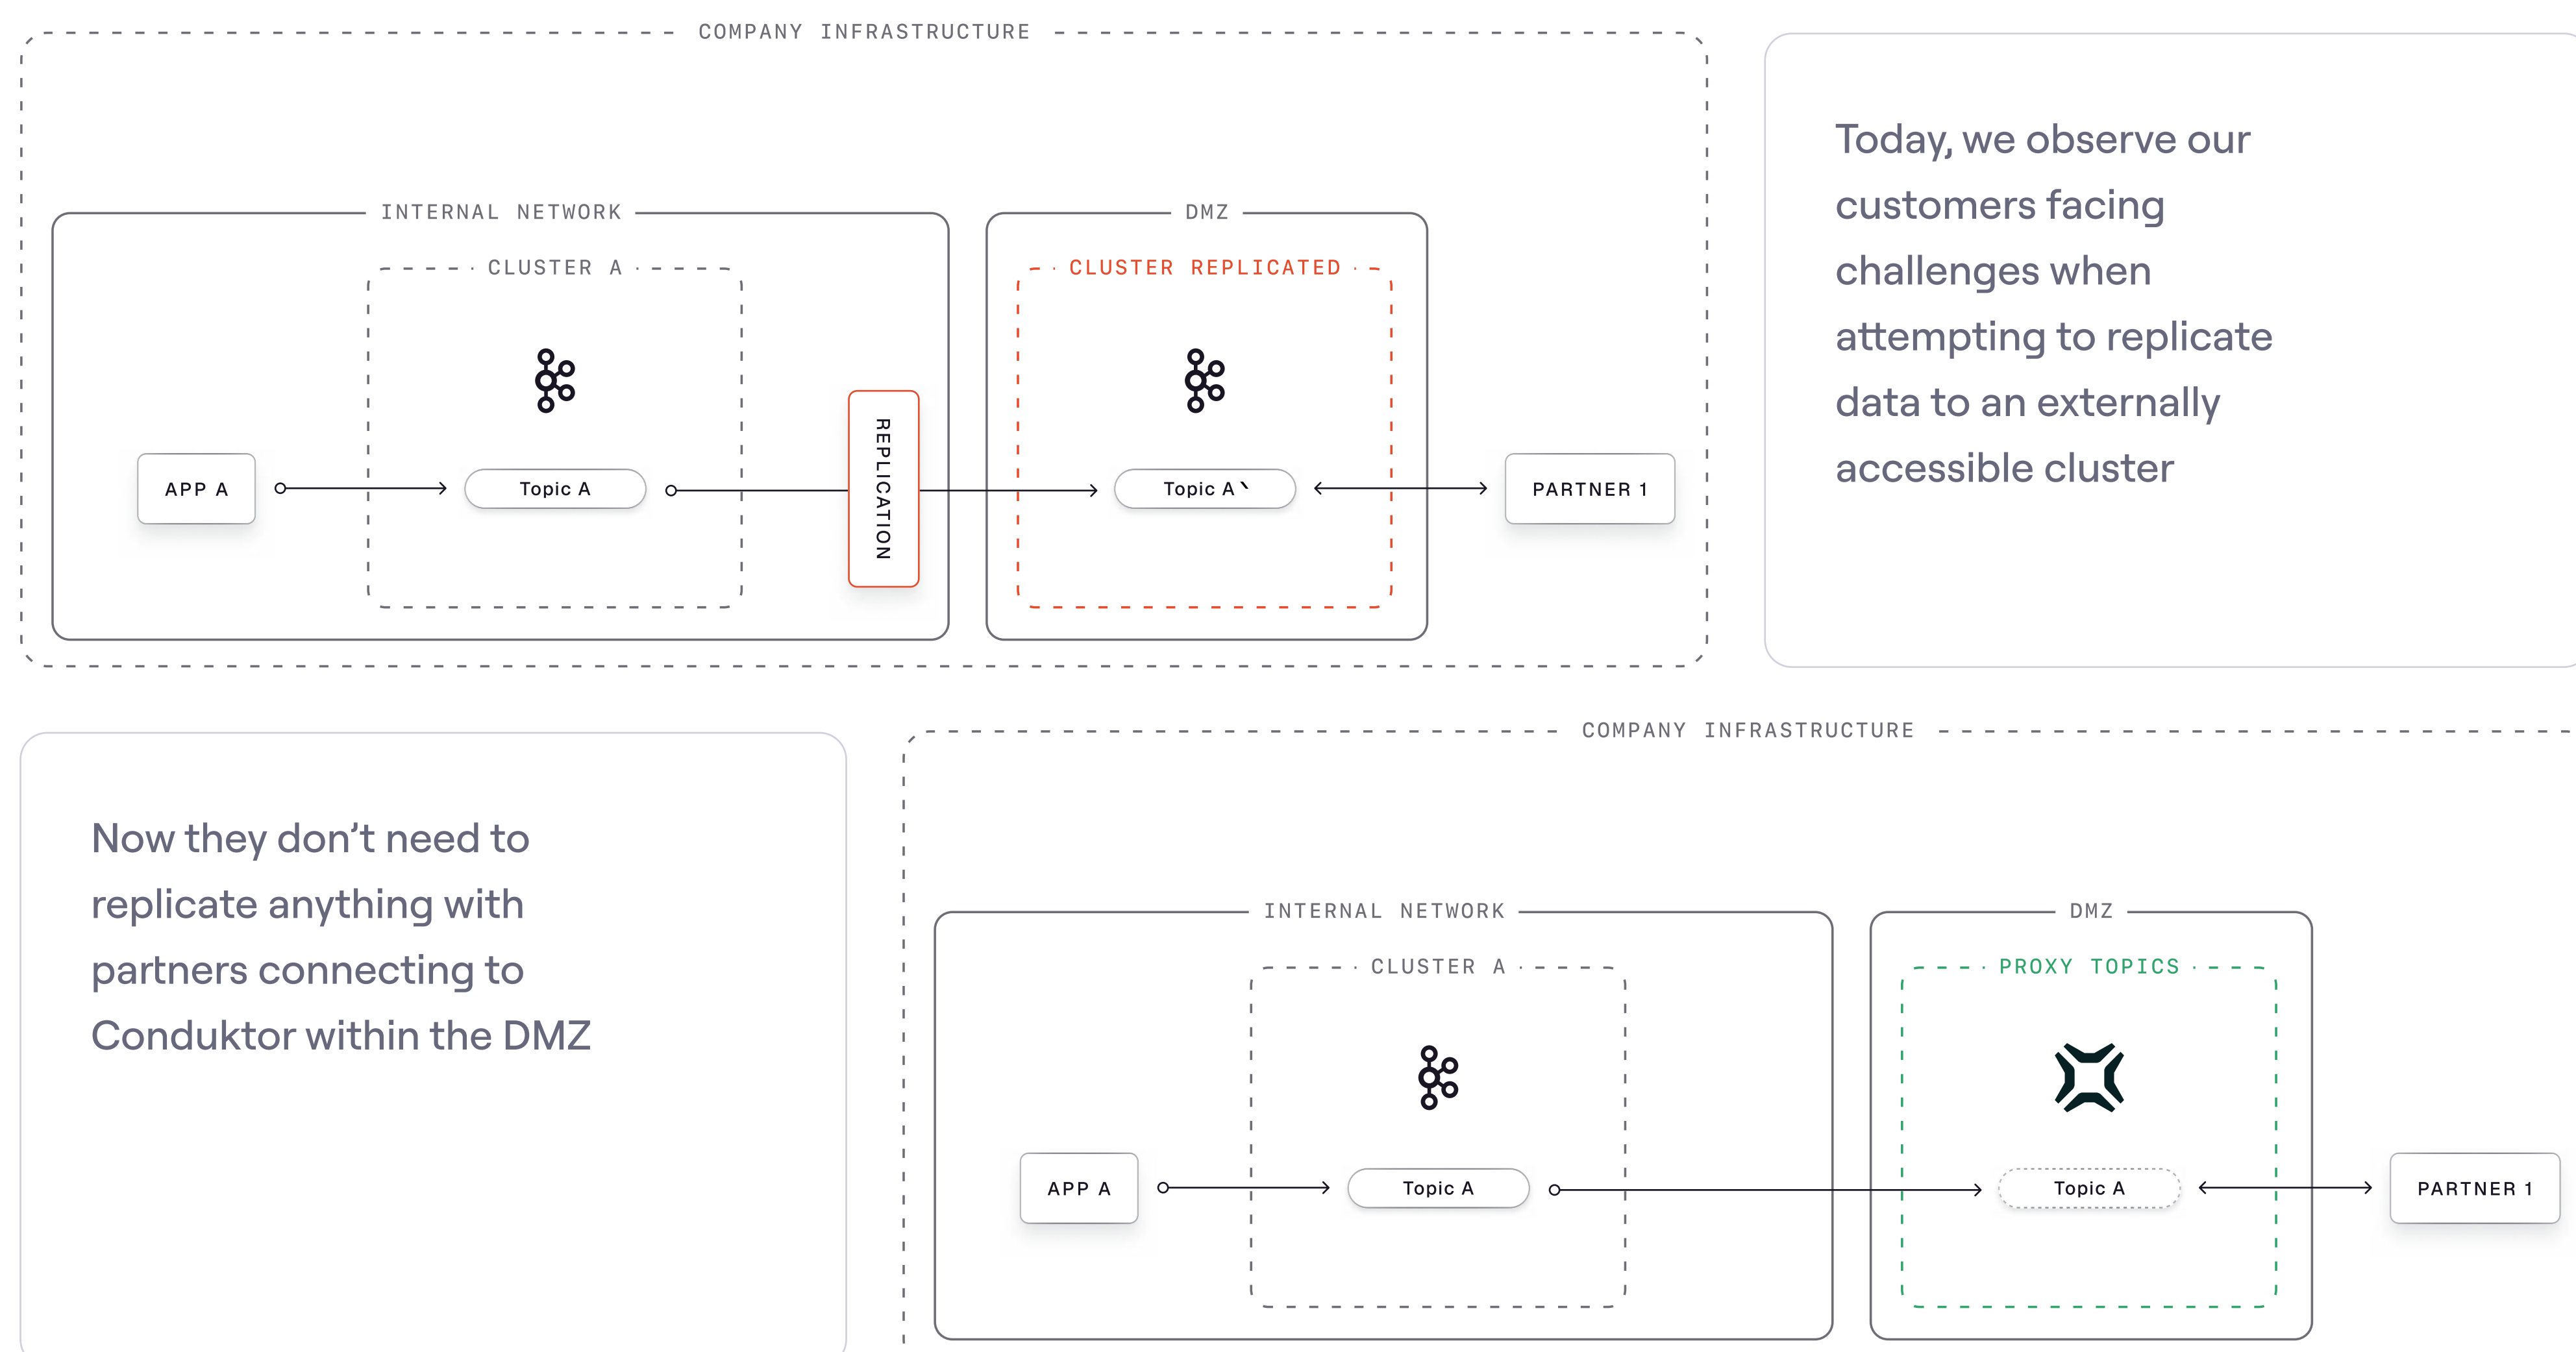 COMPANY INFRASTRUCTURE
INTERNAL NETWORK
DMZ
CLUSTER A
CLUSTER REPLICATED
REPLICATION
APP A
Topic A
Topic A`
PARTNER 1
Today, we observe our
customers facing
challenges when
attempting to replicate
data to an externally
accessible cluster
Now they don’t need to
replicate anything with
partners connecting to
Conduktor within the DMZ
COMPANY INFRASTRUCTURE
INTERNAL NETWORK
DMZ
CLUSTER A
PROXY TOPICS
APP A
Topic A
Topic A
PARTNER 1